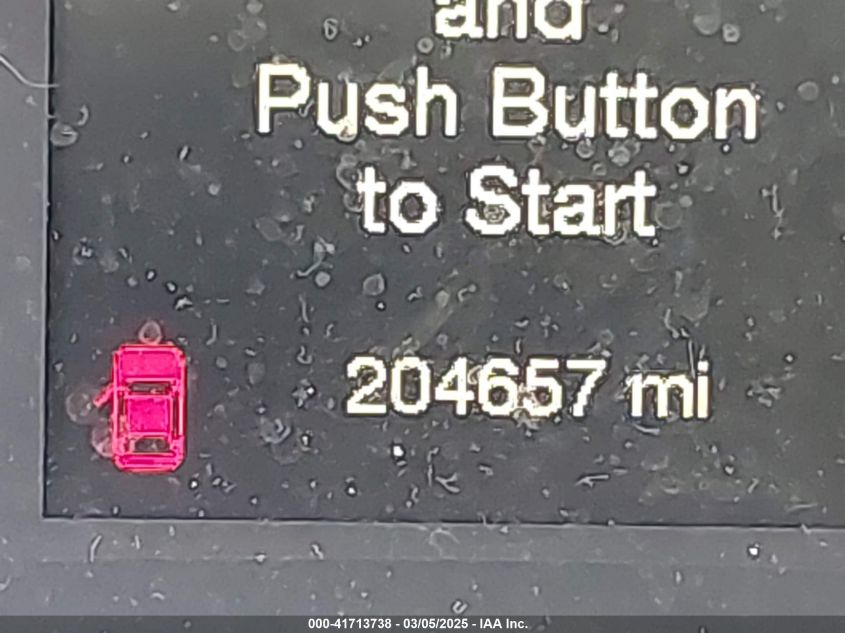 and
Push Button
to Start
204657 mi
000-41713738 - 03/05/2025 - IAA Inc.